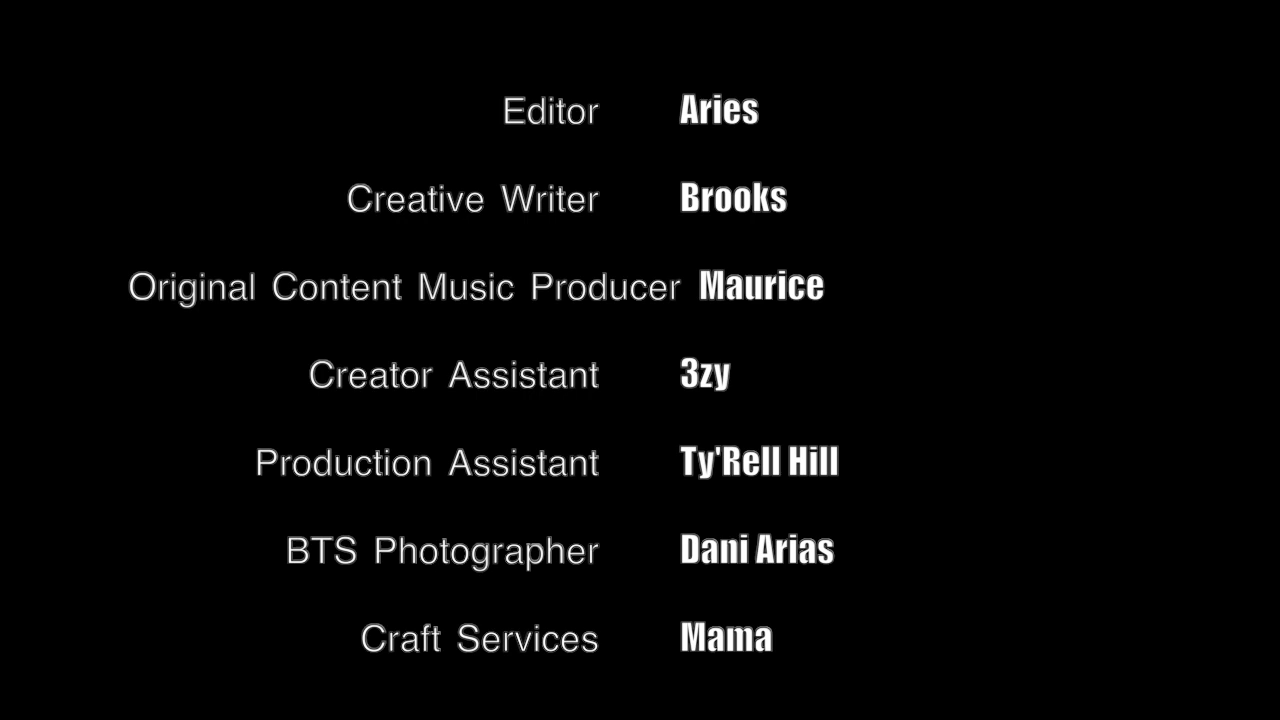 Editor Aries
Creative Writer Brooks
Original Content Music Producer Maurice
Creator Assistant 3zy
Production Assistant Ty'Rell Hill
BTS Photographer Dani Arias
Craft Services Mama